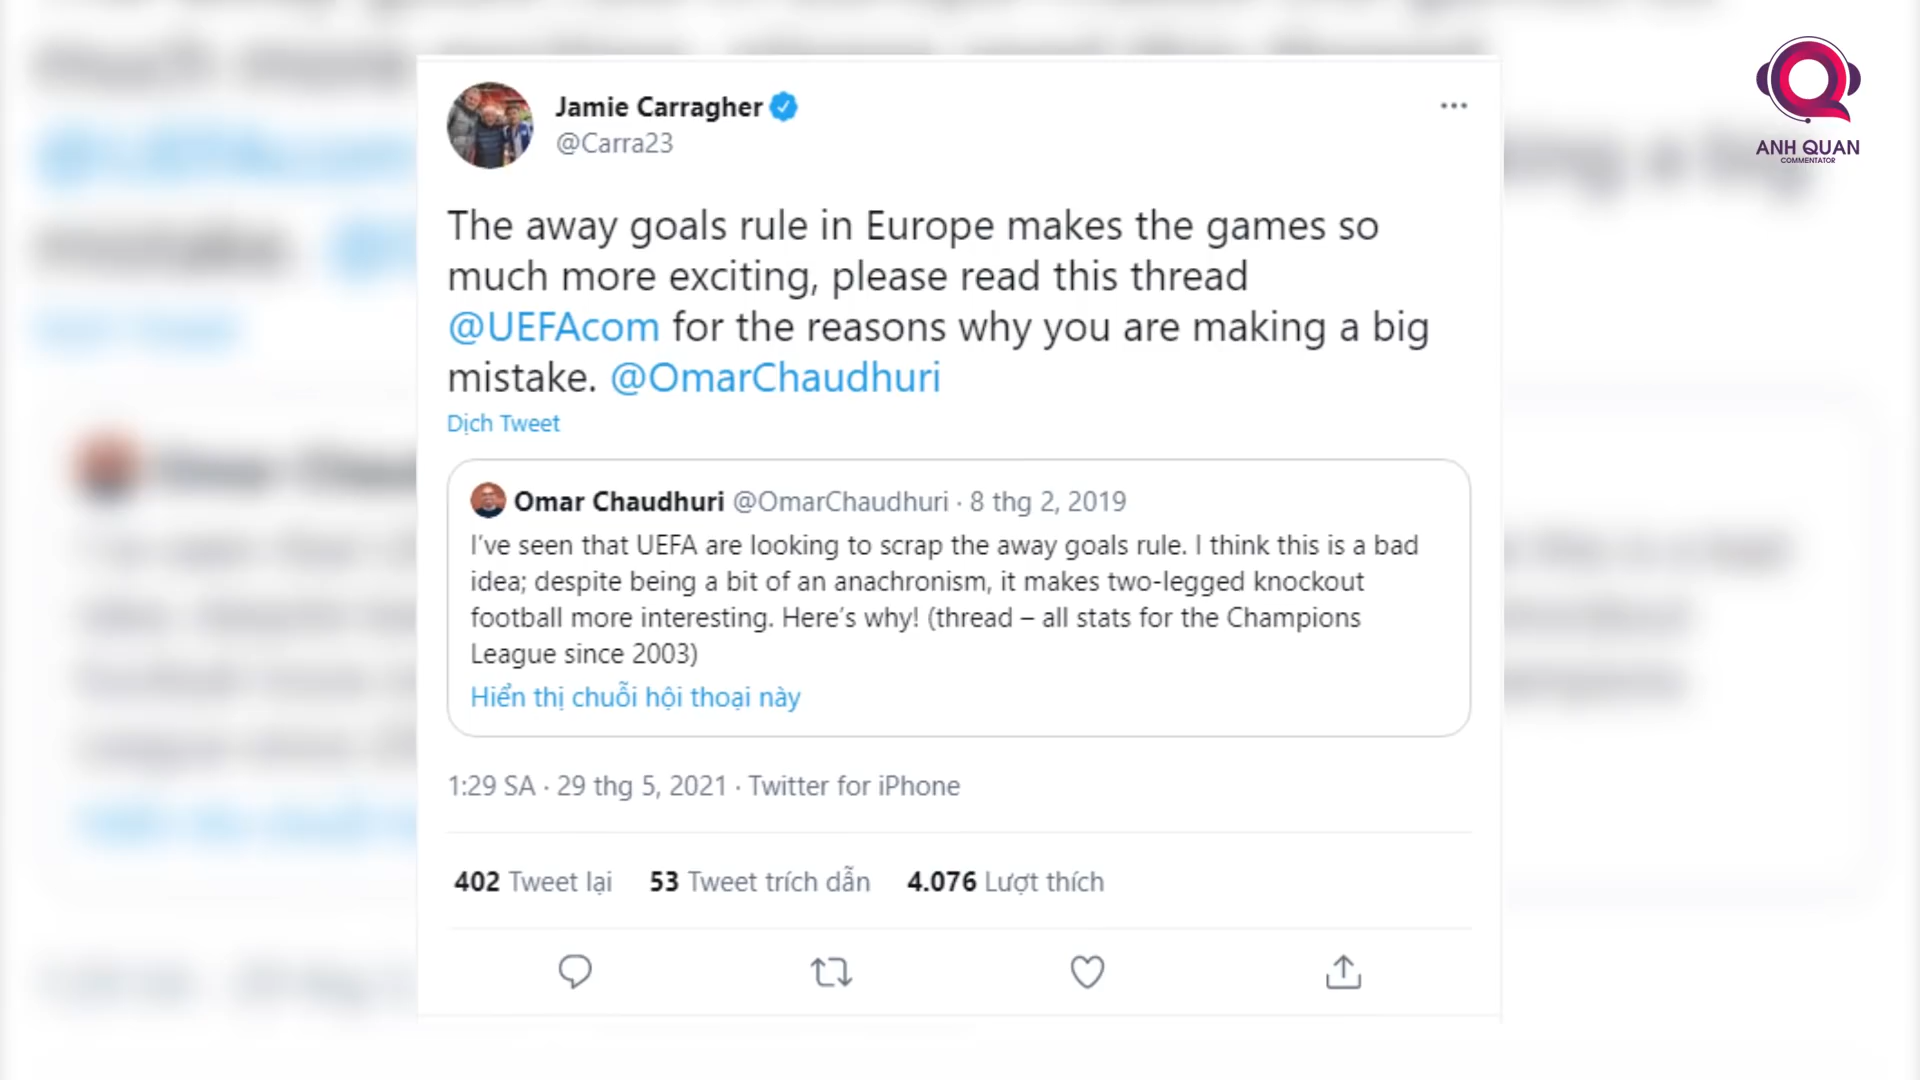 Jamie Carragher
@Carra23
The away goals rule in Europe makes the games so
much more exciting, please read this thread
@UEFAcom for the reasons why you are making a big
mistake. @OmarChaudhuri
Dịch Tweet
Omar Chaudhuri @OmarChaudhuri · 8 thg 2, 2019
I've seen that UEFA are looking to scrap the away goals rule. I think this is a bad
idea; despite being a bit of an anachronism, it makes two-legged knockout
football more interesting. Here's why! (thread – all stats for the Champions
League since 2003)
Hiển thị chuỗi hội thoại này
1:29 SA · 29 thg 5, 2021 · Twitter for iPhone
402 Tweet lại 53 Tweet trích dẫn 4.076 Lượt thích
ANH QUAN
COMMENTATOR